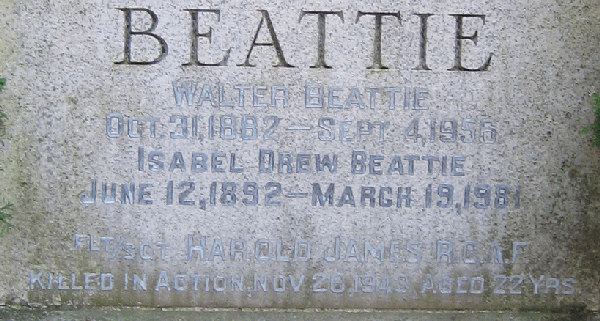 BEATTIE
WALTER BEATTIE
OCT. 31, 1882 – SEPT. 4, 1956
ISABEL DREW BEATTIE
JUNE 12, 1892 – MARCH 19, 1981
FLT/SGT. HAROLD JAMES R.C.A.F.
KILLED IN ACTION, NOV. 26, 1943, AGED 22 YRS.